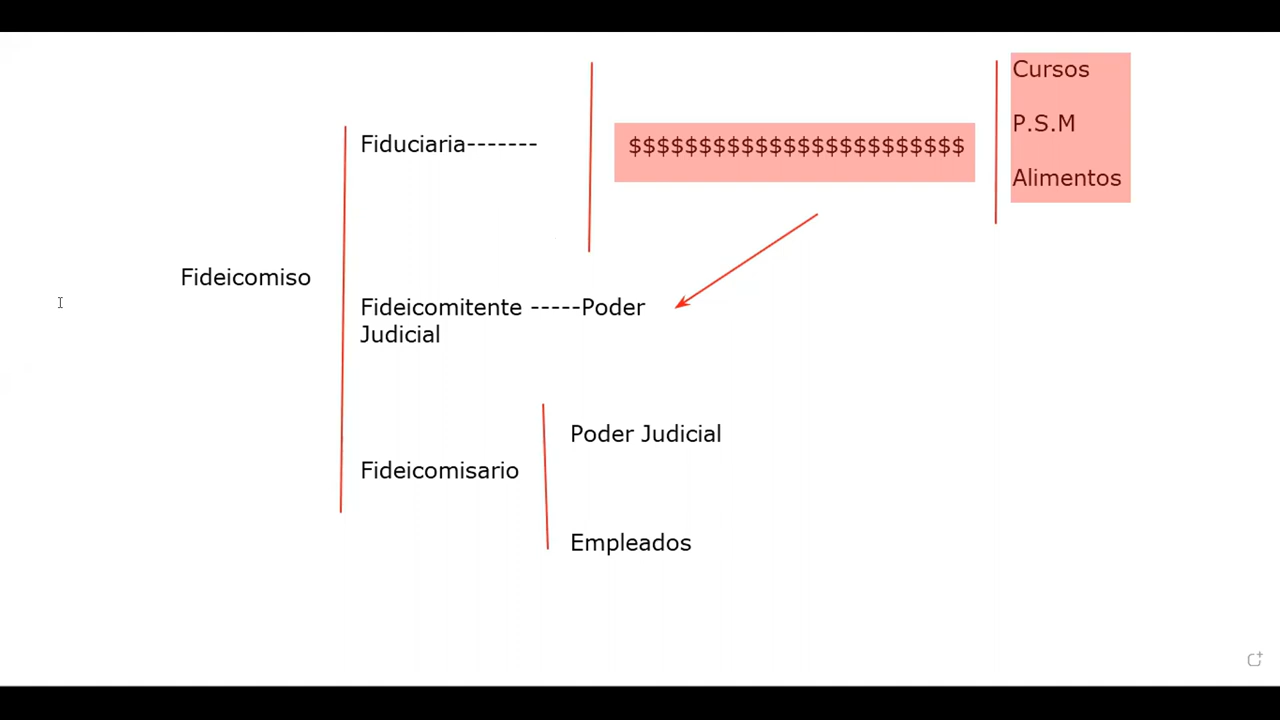 Cursos
P.S.M
Alimentos
Fiduciaria-------
$$$$$$$$$$$$$$$$$$$$$$$$
Fideicomiso
Fideicomitente -----Poder
Judicial
Fideicomisario
Poder Judicial
Empleados